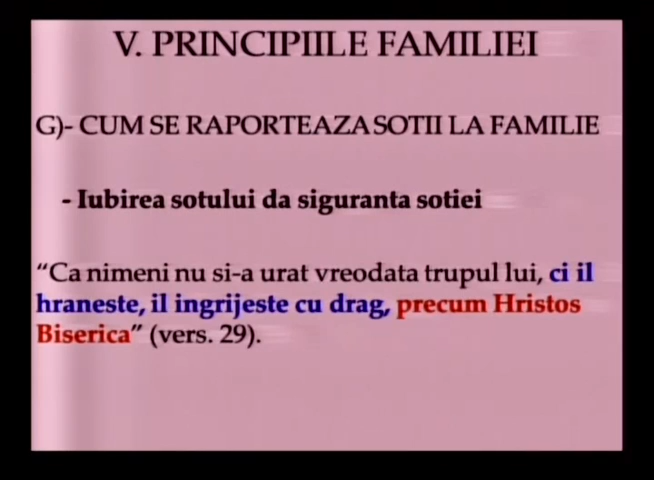 V. PRINCIPIILE FAMILIEI
G)- CUM SE RAPORTEAZA SOTII LA FAMILIE
- Iubirea sotului da siguranta sotiei
“Ca nimeni nu si-a urat vreodata trupul lui, ci il
hraneste, il ingrijeste cu drag, precum Hristos
Biserica” (vers. 29).